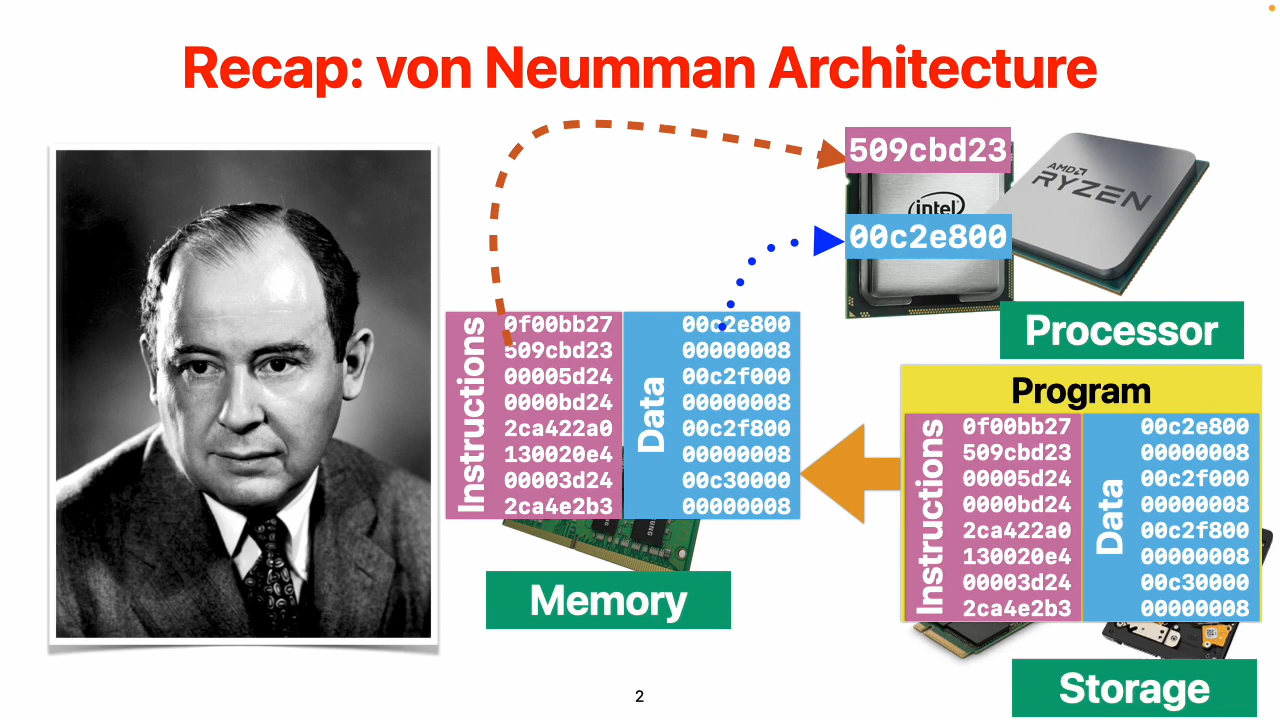 Recap: von Neumman Architecture
509cbd23
intel
00c2e800
AMD
RYZEN
Processor
Instructions
0f00bb27
509cbd23
00005d24
0000bd24
2ca422a0
130020e4
00003d24
2ca4e2b3
Data
00c2e800
00000008
00c2f000
00000008
00c2f800
00000008
00c30000
00000008
SAMSUNG
Memory
Program
Instructions
0f00bb27
509cbd23
00005d24
0000bd24
2ca422a0
130020e4
00003d24
2ca4e2b3
Data
00c2e800
00000008
00c2f000
00000008
00c2f800
00000008
00c30000
00000008
Storage
2